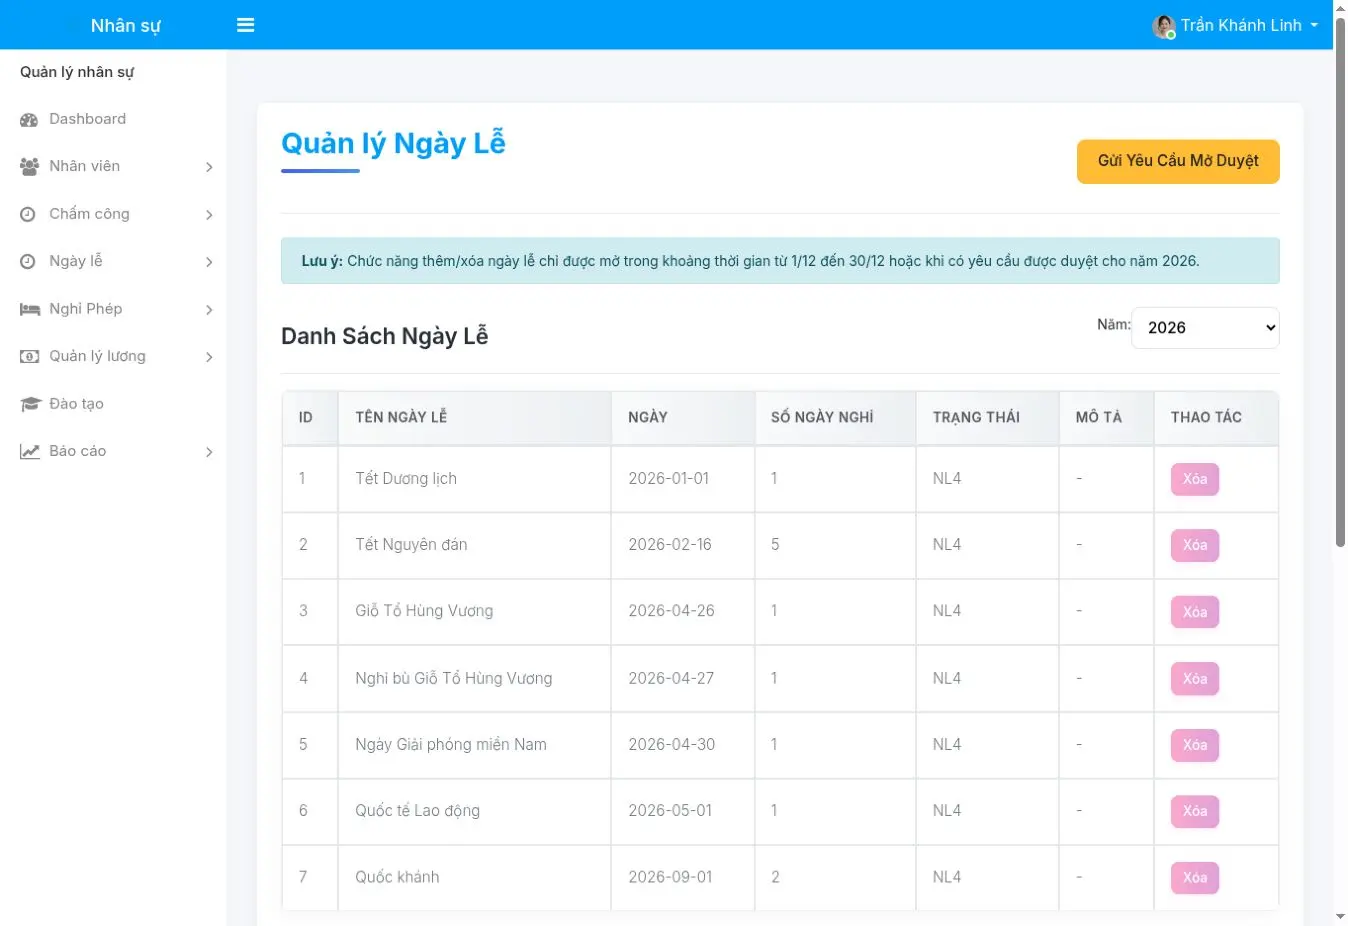 Nhân sự
Trần Khánh Linh
Quản lý nhân sự
Dashboard
Nhân viên
Chấm công
Ngày lễ
Nghỉ Phép
Quản lý lương
Đào tạo
Báo cáo
Quản lý Ngày Lễ
Gửi Yêu Cầu Mở Duyệt
Lưu ý: Chức năng thêm/xóa ngày lễ chỉ được mở trong khoảng thời gian từ 1/12 đến 30/12 hoặc khi có yêu cầu được duyệt cho năm 2026.
Danh Sách Ngày Lễ
Năm: 2026
ID TÊN NGÀY LỄ NGÀY SỐ NGÀY NGHỈ TRẠNG THÁI MÔ TẢ THAO TÁC
1 Tết Dương lịch 2026-01-01 1 NL4 - Xóa
2 Tết Nguyên đán 2026-02-16 5 NL4 - Xóa
3 Giỗ Tổ Hùng Vương 2026-04-26 1 NL4 - Xóa
4 Nghỉ bù Giỗ Tổ Hùng Vương 2026-04-27 1 NL4 - Xóa
5 Ngày Giải phóng miền Nam 2026-04-30 1 NL4 - Xóa
6 Quốc tế Lao động 2026-05-01 1 NL4 - Xóa
7 Quốc khánh 2026-09-01 2 NL4 - Xóa